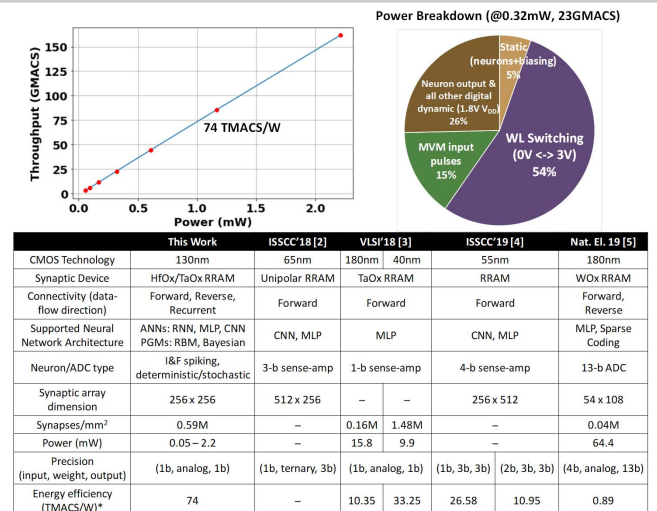 Power Breakdown (@0.32mW, 23GMACS)
Throughput (GMACS)
150
125
100
75
50
25
0
0.0 0.5 1.0 1.5 2.0
Power (mW)
74 TMACS/W
Static
(neurons+biasing)
5%
Neuron output &
all other digital
dynamic (1.8V VDD)
26%
MVM input
pulses
15%
WL Switching
(0V <-> 3V)
54%
This Work ISSCC'18 [2] VLSI'18 [3] ISSCC'19 [4] Nat. El. 19 [5]
CMOS Technology 130nm 65nm 180nm 40nm 55nm 180nm
Synaptic Device HfOx/TaOx RRAM Unipolar RRAM TaOx RRAM RRAM WOx RRAM
Connectivity (data-
flow direction) Forward, Reverse,
Recurrent Forward Forward Forward Forward,
Reverse
Supported Neural
Network Architecture ANNs: RNN, MLP, CNN
PGMs: RBM, Bayesian CNN, MLP MLP CNN, MLP MLP, Sparse
Coding
Neuron/ADC type I&F spiking,
deterministic/stochastic 3-b sense-amp 1-b sense-amp 4-b sense-amp 13-b ADC
Synaptic array
dimension 256 x 256 512 x 256 – – 256 x 512 54 x 108
Synapses/mm² 0.59M – 0.16M 1.48M – 0.04M
Power (mW) 0.05 – 2.2 – 15.8 9.9 – 64.4
Precision
(input, weight, output) (1b, analog, 1b) (1b, ternary, 3b) (1b, analog, 1b) (1b, 3b, 3b) (2b, 3b, 3b) (4b, analog, 13b)
Energy efficiency
(TMACS/W)* 74 – 10.35 33.25 26.58 10.95 0.89